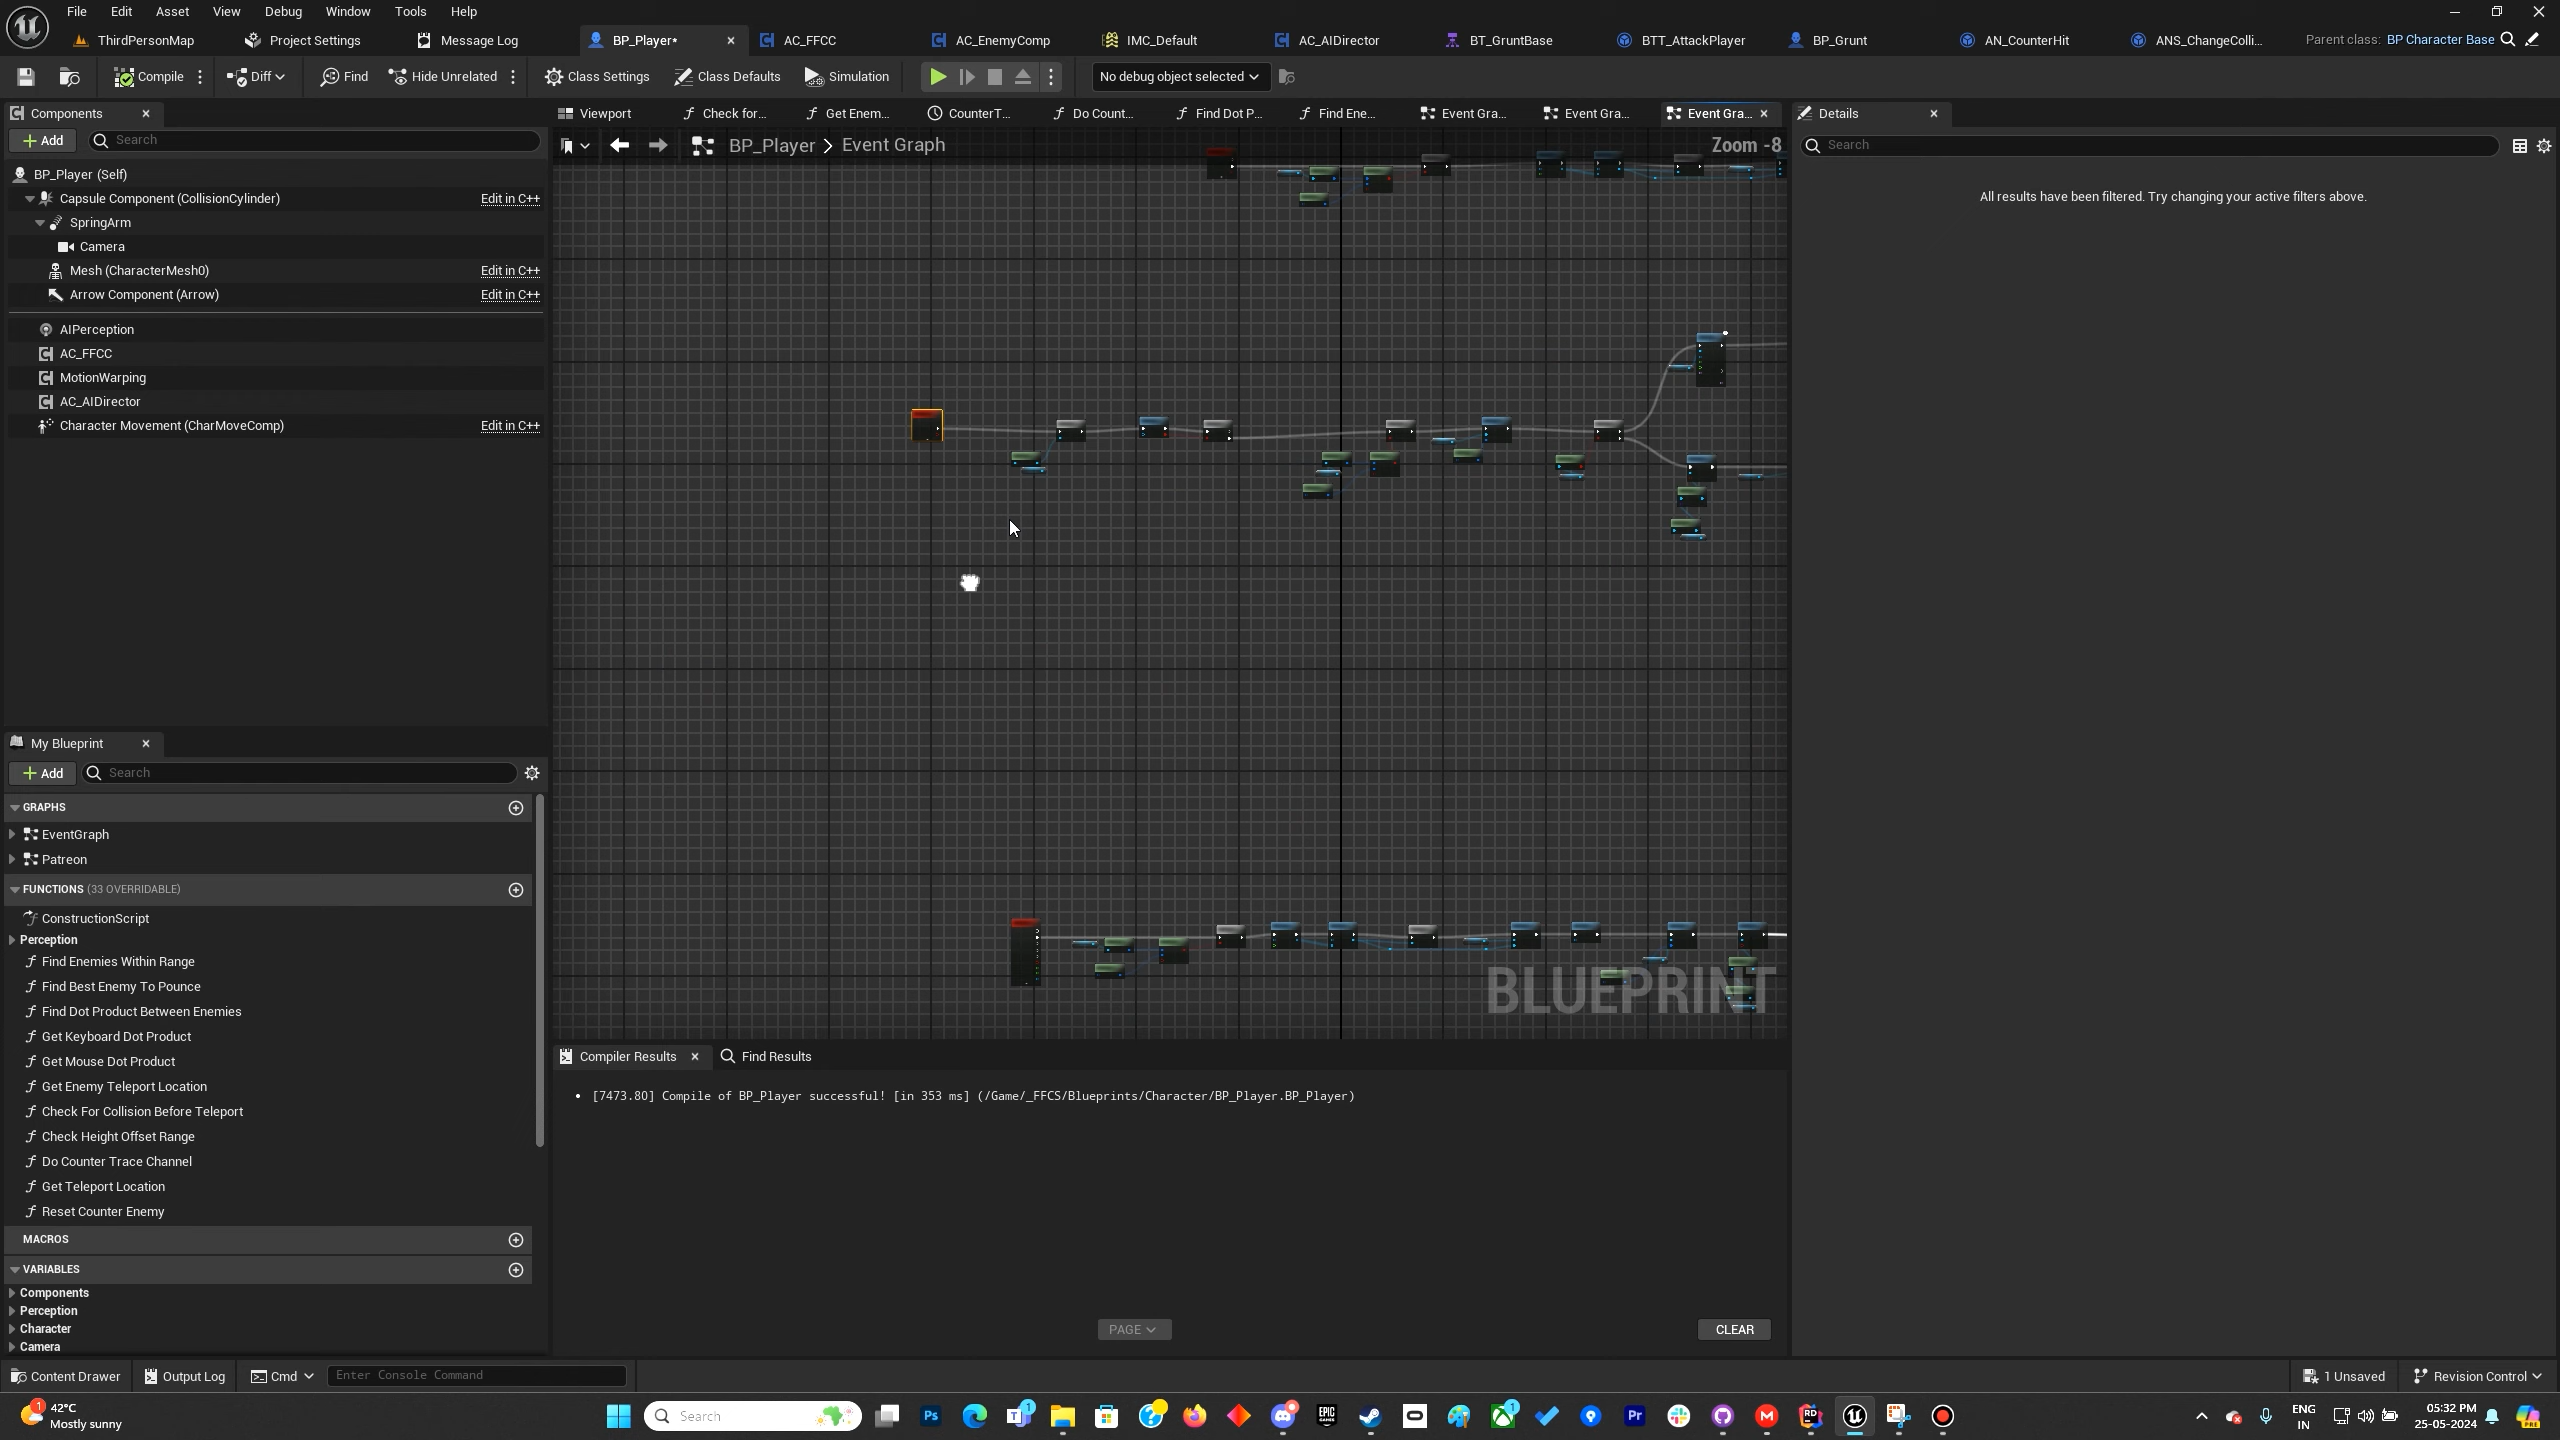 File Edit Asset View Debug Window Tools Help
ThirdPersonMap Project Settings Message Log BP_Player* AC_FFCC AC_EnemyComp IMC_Default AC_AIDirector BT_GruntBase BTT_AttackPlayer BP_Grunt AN_CounterHit ANS_ChangeColli... Parent class: BP Character Base
Compile Diff Find Hide Unrelated Class Settings Class Defaults Simulation No debug object selected
Components
Viewport Check for... Get Enem... CounterT... Do Count... Find Dot P... Find Ene... Event Gra... Event Gra... Event Gra...
Details
Add Search
BP_Player > Event Graph Zoom -8
Search
BP_Player (Self)
All results have been filtered. Try changing your active filters above.
Capsule Component (CollisionCylinder) Edit in C++
SpringArm
Camera
Mesh (CharacterMesh0) Edit in C++
Arrow Component (Arrow) Edit in C++
AIPerception
AC_FFCC
MotionWarping
AC_AIDirector
Character Movement (CharMoveComp) Edit in C++
BLUEPRINT
My Blueprint
Add Search
GRAPHS
EventGraph
Patreon
FUNCTIONS (33 OVERRIDABLE)
ConstructionScript
Perception
Find Enemies Within Range
Find Best Enemy To Pounce
Find Dot Product Between Enemies
Get Keyboard Dot Product
Get Mouse Dot Product
Get Enemy Teleport Location
Check For Collision Before Teleport
Check Height Offset Range
Do Counter Trace Channel
Get Teleport Location
Reset Counter Enemy
MACROS
VARIABLES
Components
Perception
Character
Camera
Compiler Results Find Results
[7473.80] Compile of BP_Player successful! [in 353 ms] (/Game/_FFCS/Blueprints/Character/BP_Player.BP_Player)
PAGE CLEAR
Content Drawer Output Log Cmd Enter Console Command 1 Unsaved Revision Control
1
42°C
Mostly sunny
Search
Ps
1
EPIC
GAMES
1
Pr
M
RD
ENG
IN
05:32 PM
25-05-2024
PRE